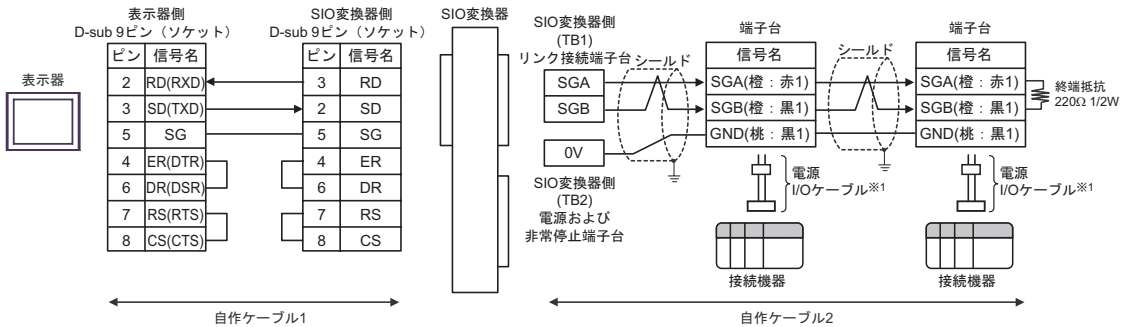 表示器
表示器側
D-sub 9ピン（ソケット）
ピン 信号名
2 RD(RXD)
3 SD(TXD)
5 SG
4 ER(DTR)
6 DR(DSR)
7 RS(RTS)
8 CS(CTS)
SIO変換器側
D-sub 9ピン（ソケット）
ピン 信号名
3 RD
2 SD
5 SG
4 ER
6 DR
7 RS
8 CS
自作ケーブル1
SIO変換器
SIO変換器側
(TB1)
リンク接続端子台
SGA
SGB
0V
SIO変換器側
(TB2)
電源および
非常停止端子台
シールド
端子台
信号名
SGA(橙：赤1)
SGB(橙：黒1)
GND(桃：黒1)
電源
I/Oケーブル※1
接続機器
シールド
端子台
信号名
SGA(橙：赤1)
SGB(橙：黒1)
GND(桃：黒1)
終端抵抗
220Ω 1/2W
電源
I/Oケーブル※1
接続機器
自作ケーブル2